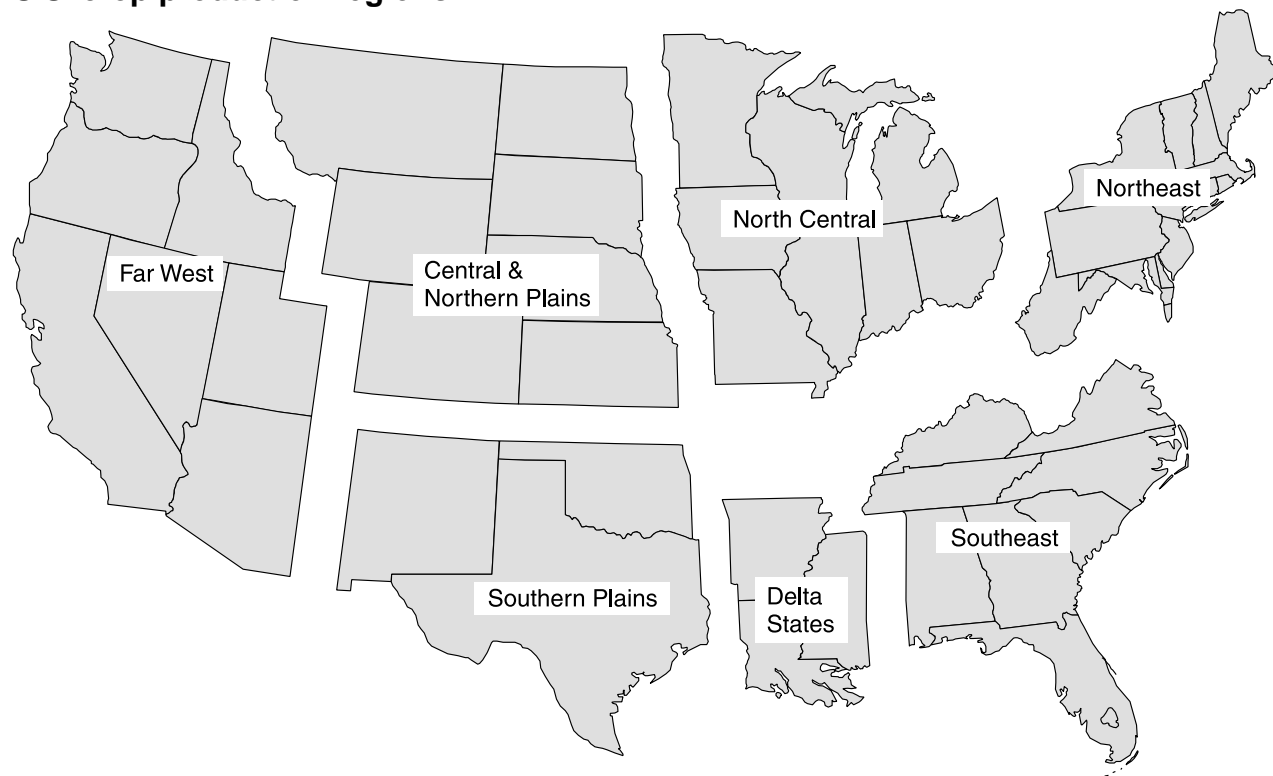 Northeast
North Central
Far West
Central &
Northern Plains
Southeast
Southern Plains
Delta
States